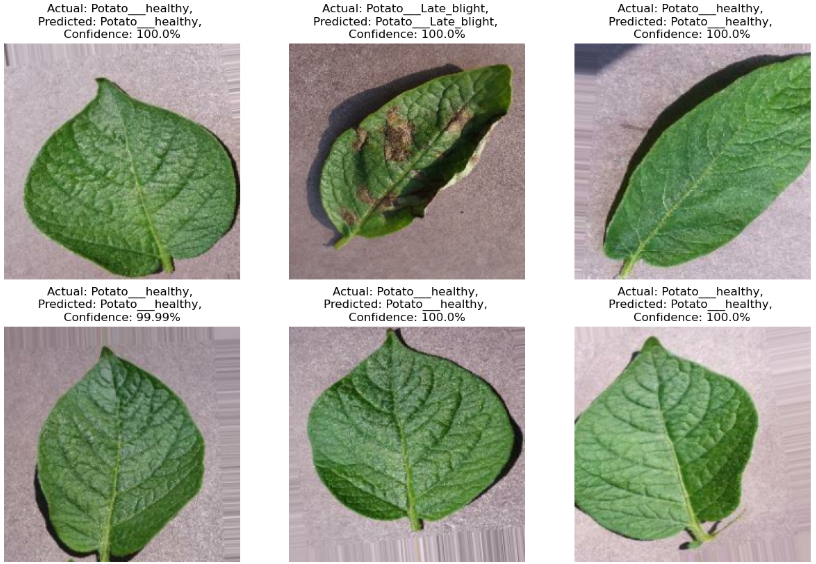 Actual: Potato___healthy,
Predicted: Potato___healthy,
Confidence: 100.0%
Actual: Potato___Late_blight,
Predicted: Potato___Late_blight,
Confidence: 100.0%
Actual: Potato___healthy,
Predicted: Potato___healthy,
Confidence: 100.0%
Actual: Potato___healthy,
Predicted: Potato___healthy,
Confidence: 99.99%
Actual: Potato___healthy,
Predicted: Potato___healthy,
Confidence: 100.0%
Actual: Potato___healthy,
Predicted: Potato___healthy,
Confidence: 100.0%